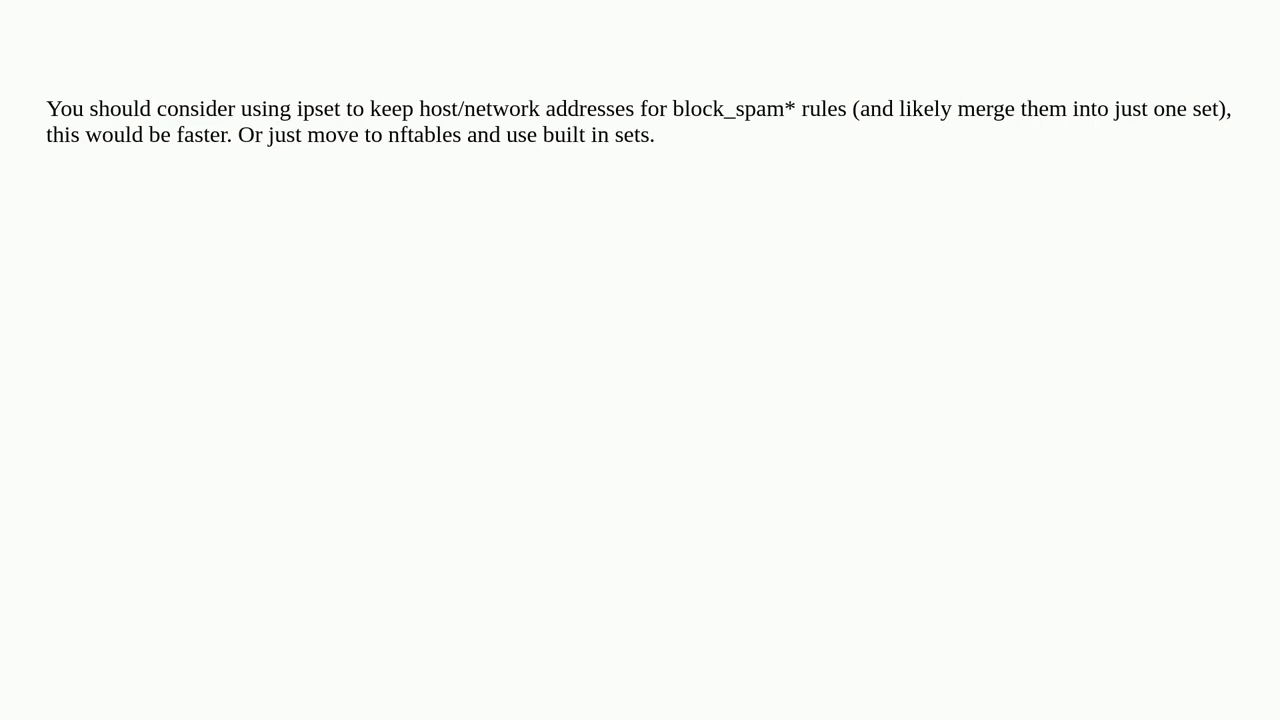 You should consider using ipset to keep host/network addresses for block_spam* rules (and likely merge them into just one set),
this would be faster. Or just move to nftables and use built in sets.